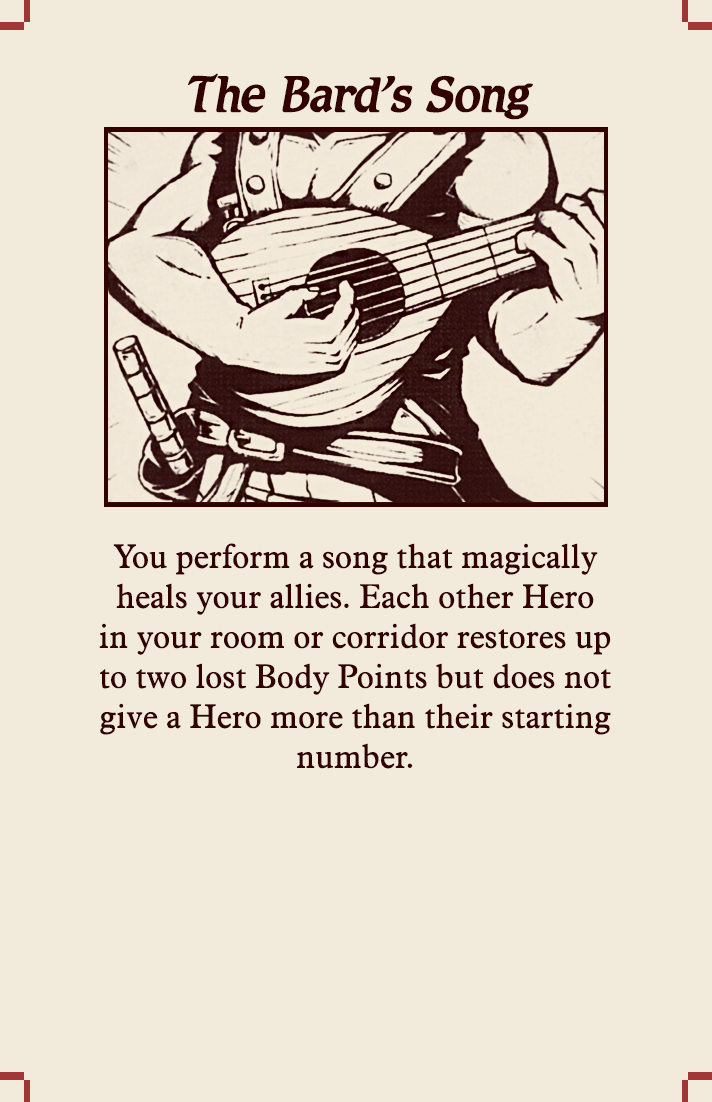 The Bard’s Song
You perform a song that magically
heals your allies. Each other Hero
in your room or corridor restores up
to two lost Body Points but does not
give a Hero more than their starting
number.